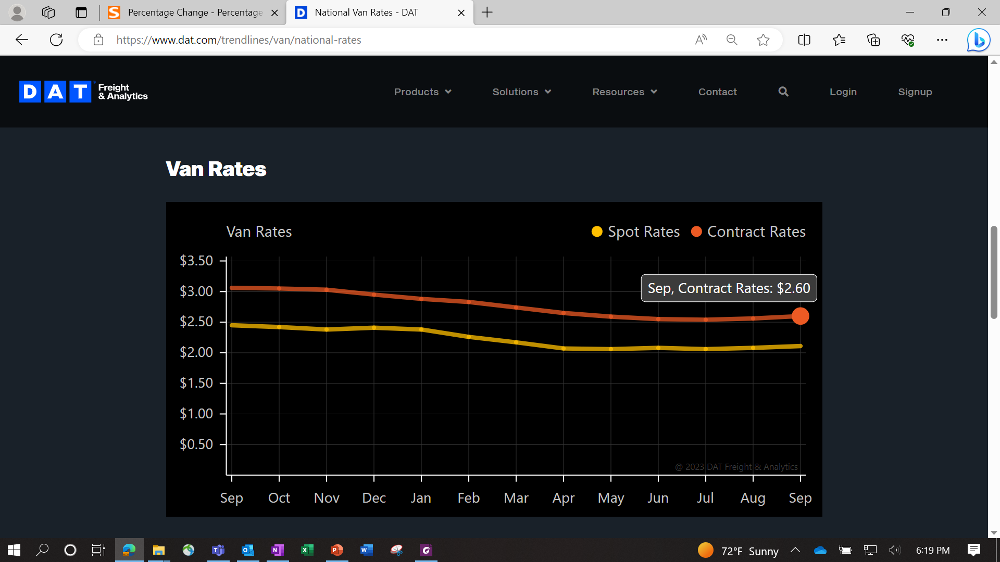 Percentage Change - Percentage
D National Van Rates - DAT
https://www.dat.com/trendlines/van/national-rates
DAT Freight & Analytics
Products Solutions Resources Contact Login Signup
Van Rates
Van Rates Spot Rates Contract Rates
$3.50
$3.00
$2.50
$2.00
$1.50
$1.00
$0.50
Sep, Contract Rates: $2.60
@ 2023 DAT Freight & Analytics
Sep Oct Nov Dec Jan Feb Mar Apr May Jun Jul Aug Sep
72°F Sunny 6:19 PM